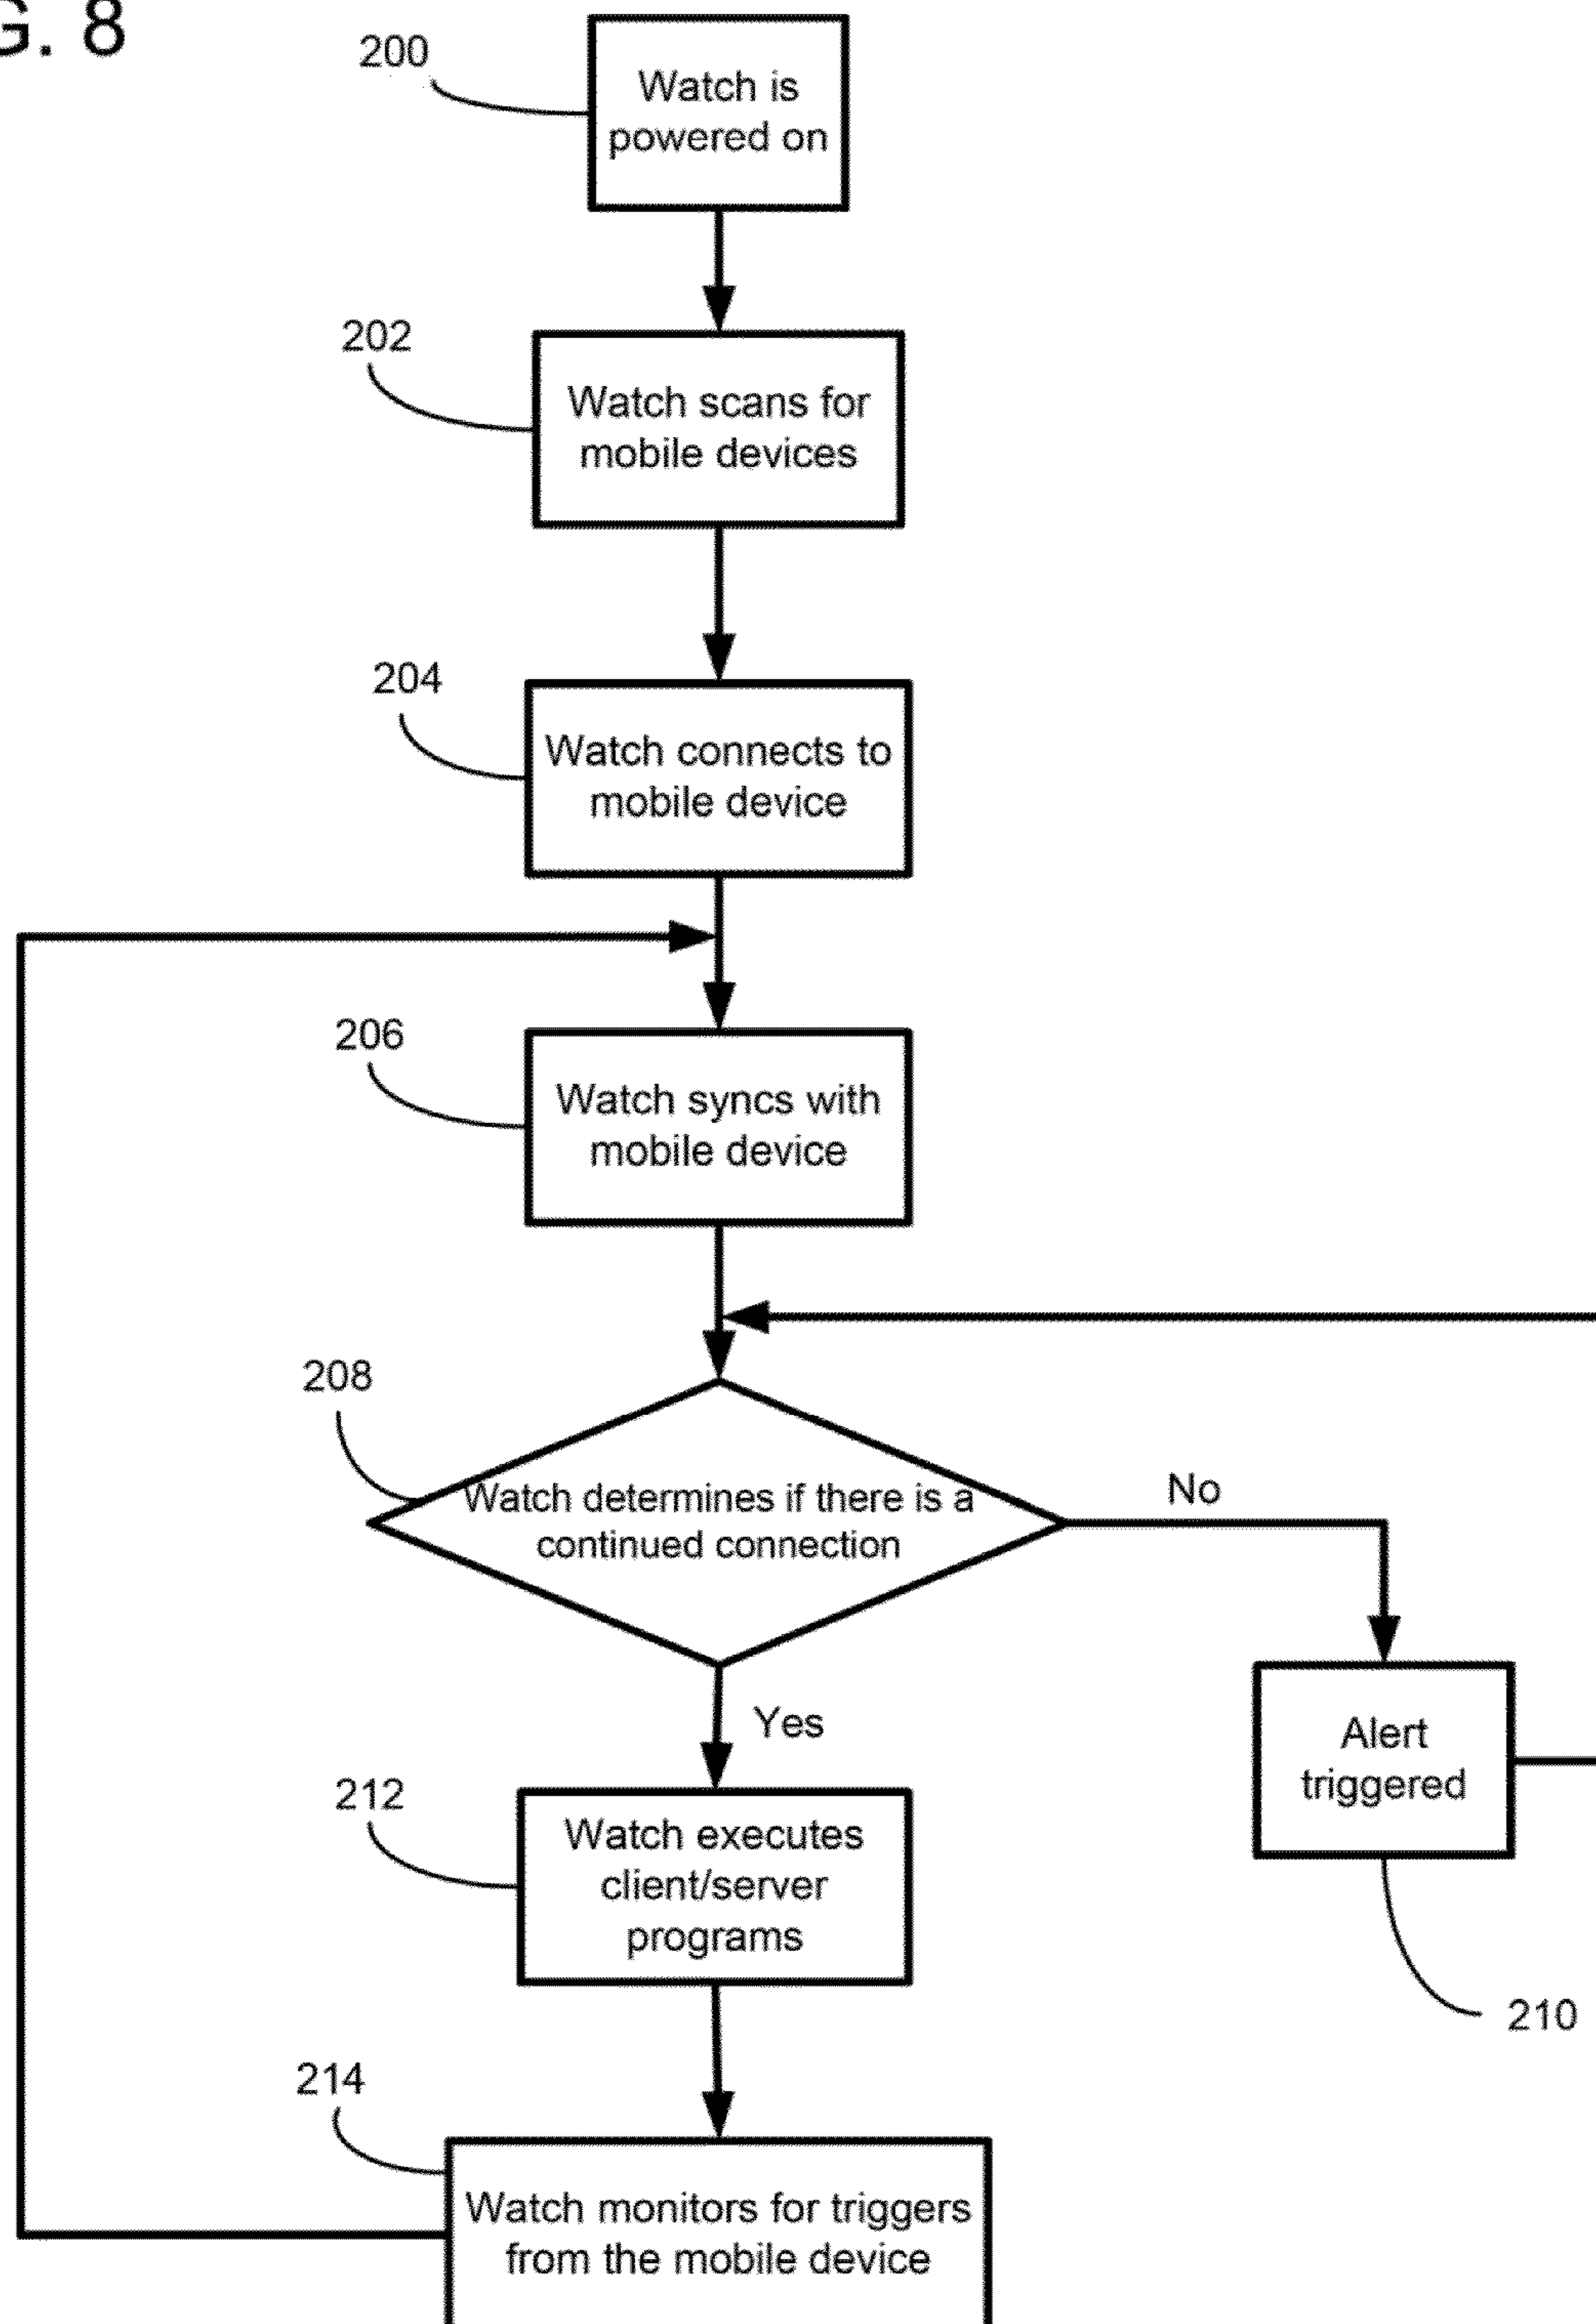 G. 8
200
Watch is
powered on
202
Watch scans for
mobile devices
204
Watch connects to
mobile device
206
Watch syncs with
mobile device
208
Watch determines if there is a
continued connection
No
Yes
Alert
triggered
212
Watch executes
client/server
programs
210
214
Watch monitors for triggers
from the mobile device